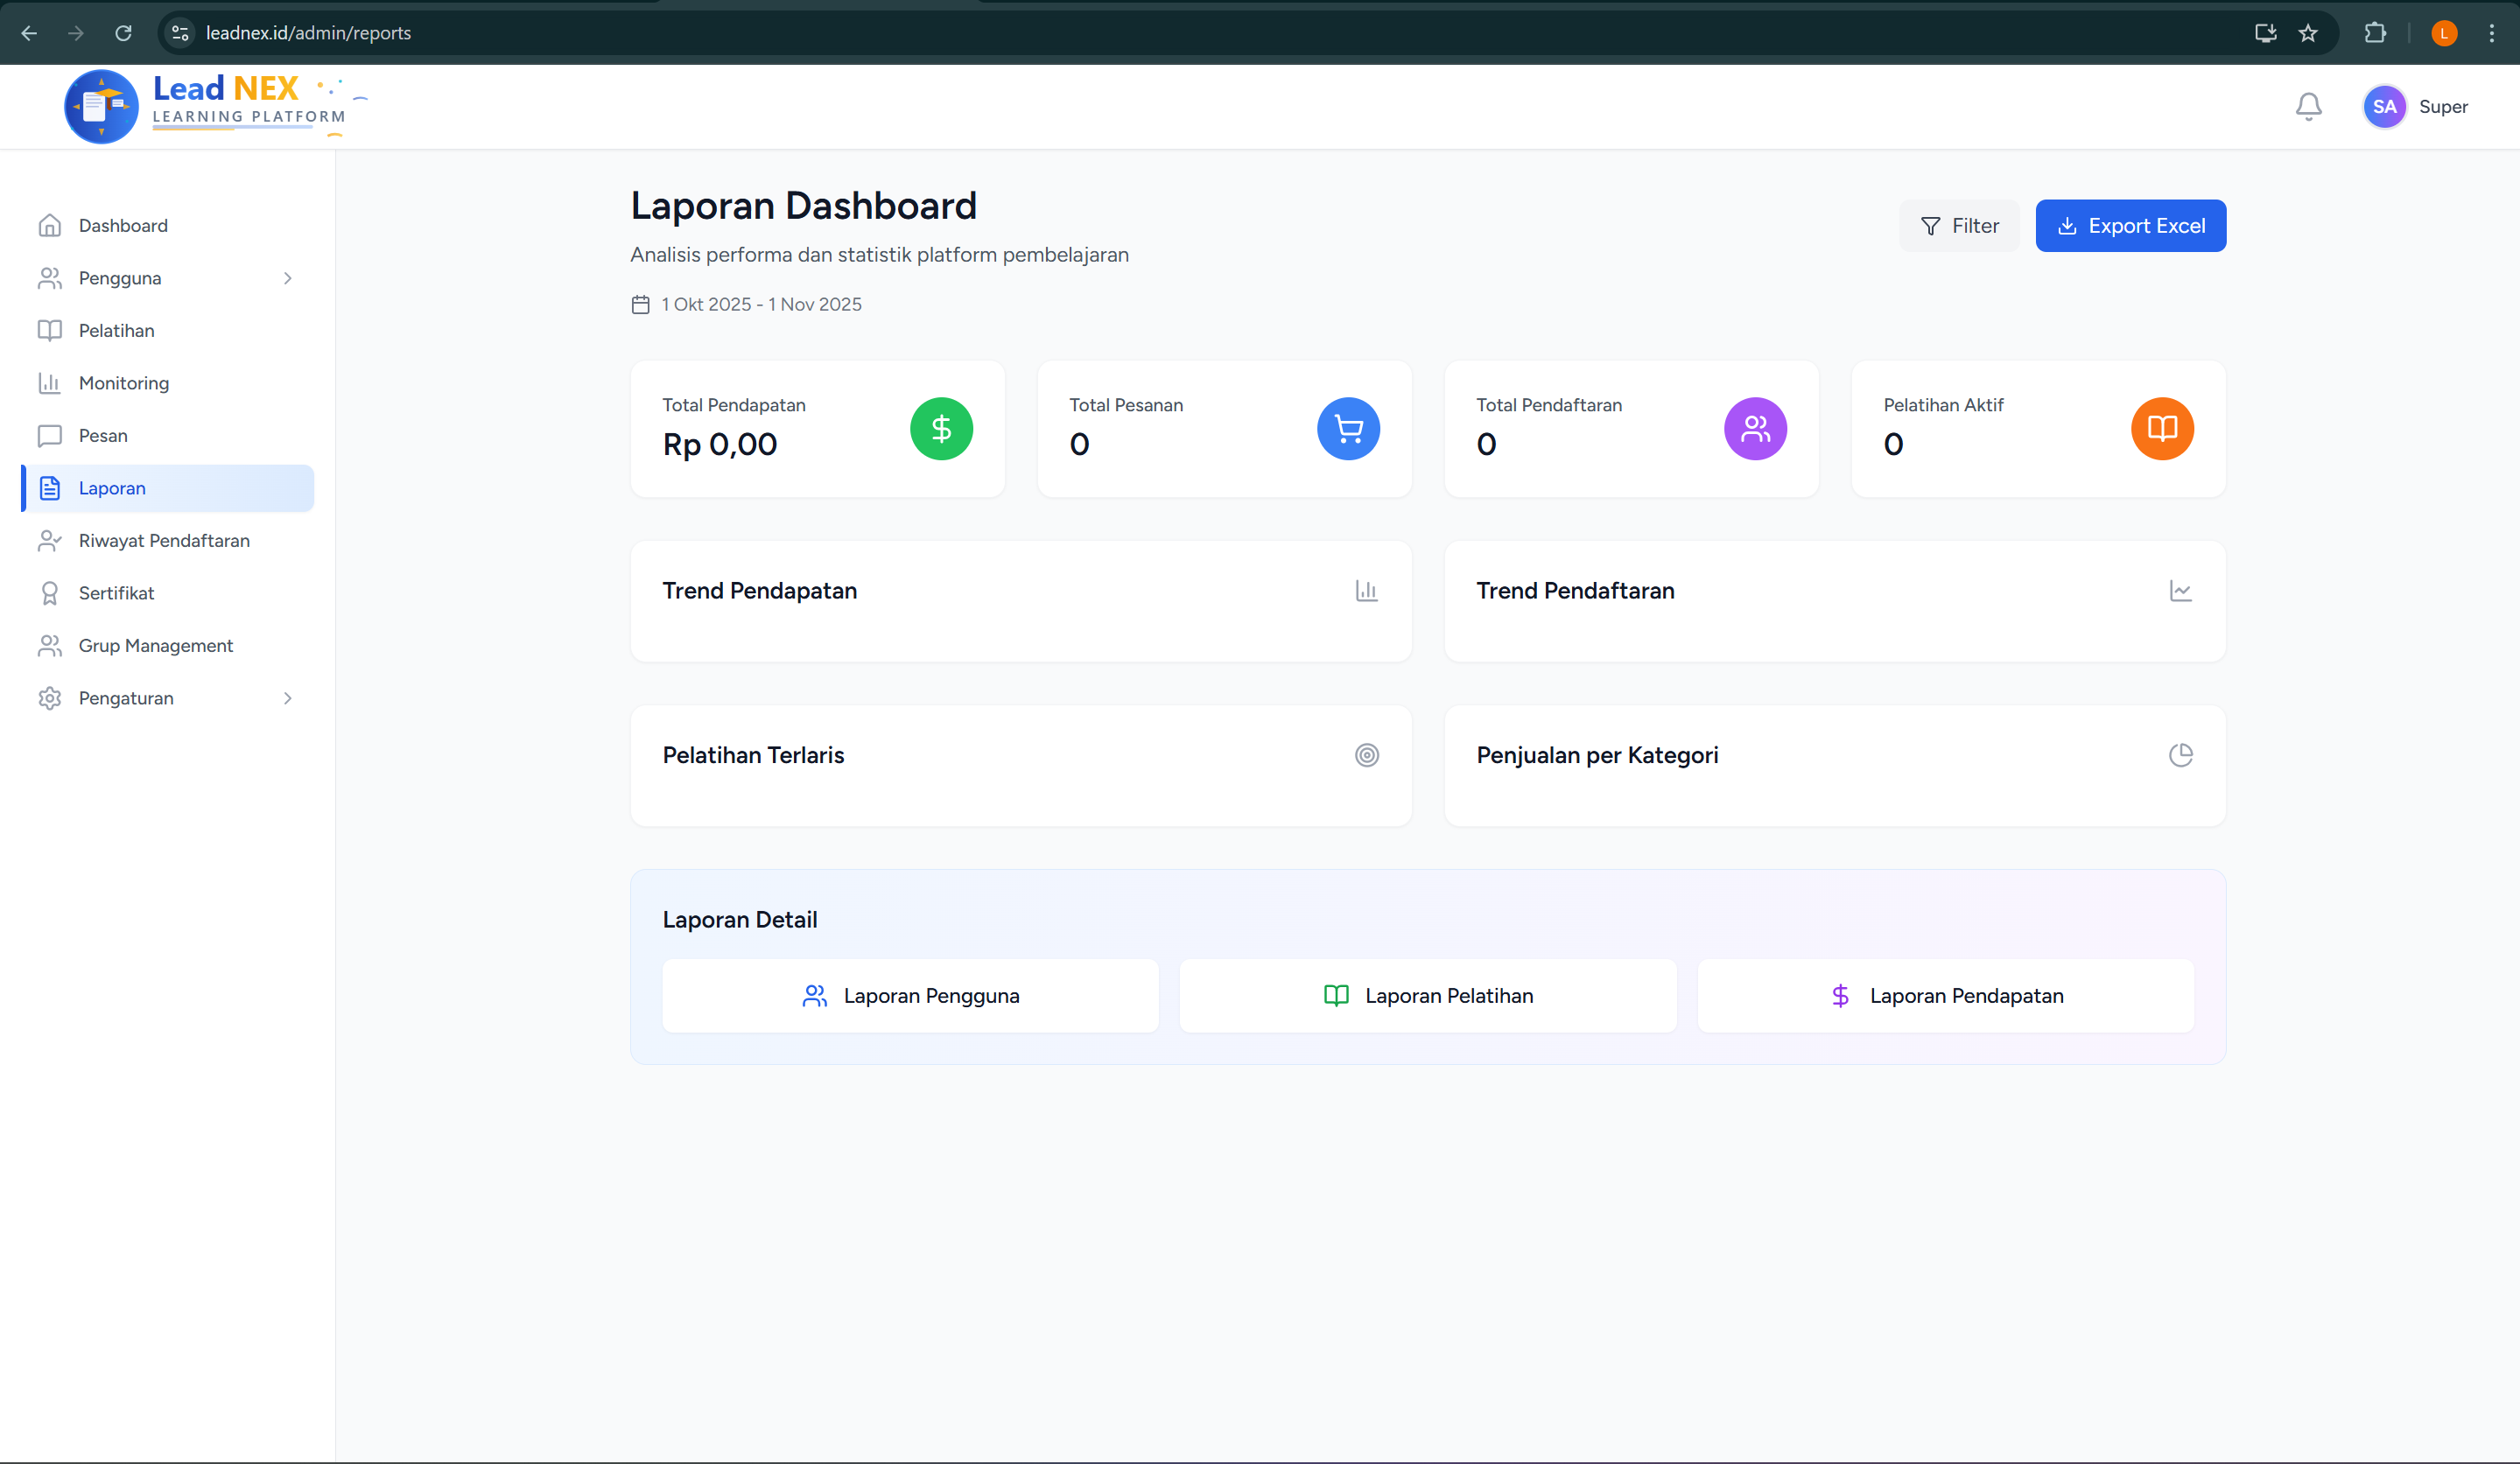 leadnex.id/admin/reports
L
Lead NEX
LEARNING PLATFORM
SA
Super
Dashboard
Pengguna
Pelatihan
Monitoring
Pesan
Laporan
Riwayat Pendaftaran
Sertifikat
Grup Management
Pengaturan
Laporan Dashboard
Analisis performa dan statistik platform pembelajaran
1 Okt 2025 - 1 Nov 2025
Filter
Export Excel
Total Pendapatan
Rp 0,00
Total Pesanan
0
Total Pendaftaran
0
Pelatihan Aktif
0
Trend Pendapatan
Trend Pendaftaran
Pelatihan Terlaris
Penjualan per Kategori
Laporan Detail
Laporan Pengguna
Laporan Pelatihan
Laporan Pendapatan